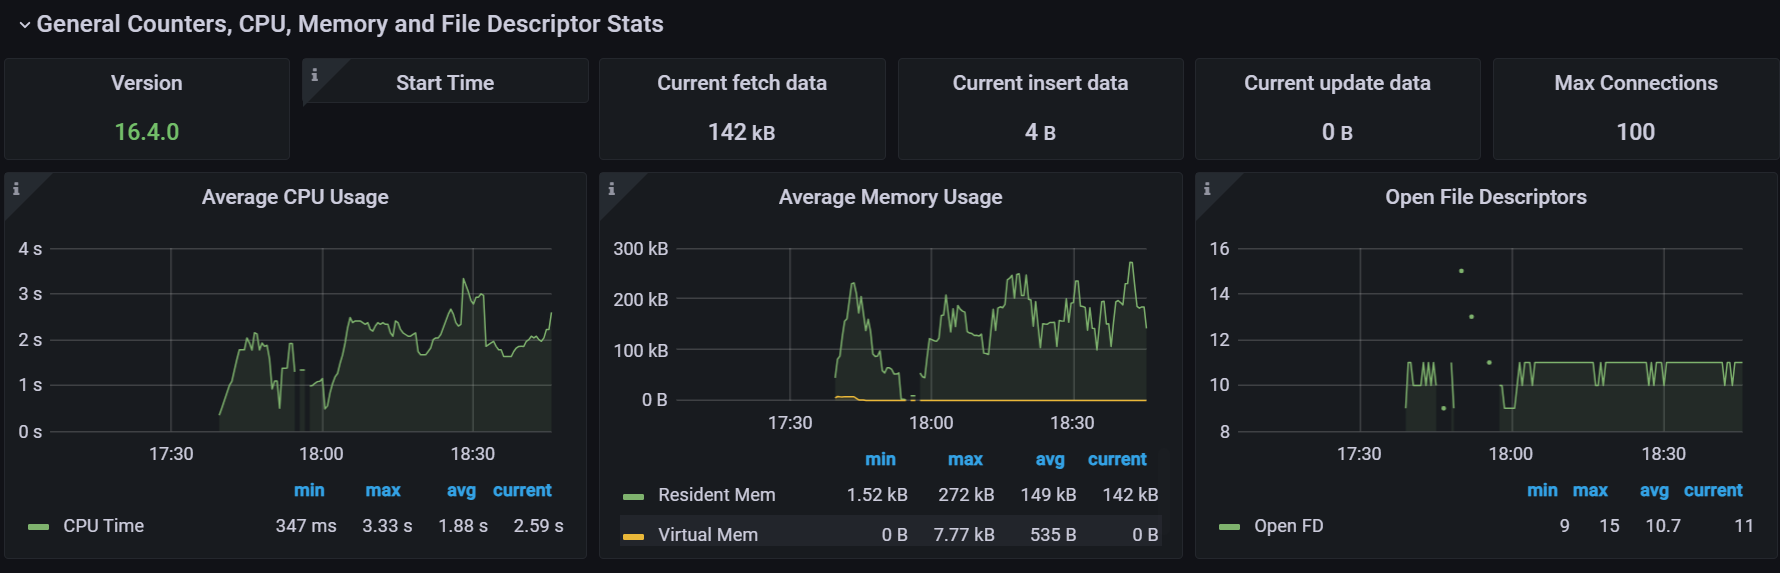 General Counters, CPU, Memory and File Descriptor Stats
Version
16.4.0
i
Start Time
Current fetch data
142 kB
Current insert data
4 B
Current update data
0 B
Max Connections
100
i
Average CPU Usage
4 s
3 s
2 s
1 s
0 s
17:30 18:00 18:30
min max avg current
CPU Time 347 ms 3.33 s 1.88 s 2.59 s
i
Average Memory Usage
300 kB
200 kB
100 kB
0 B
17:30 18:00 18:30
min max avg current
Resident Mem 1.52 kB 272 kB 149 kB 142 kB
Virtual Mem 0 B 7.77 kB 535 B 0 B
i
Open File Descriptors
16
14
12
10
8
17:30 18:00 18:30
min max avg current
Open FD 9 15 10.7 11